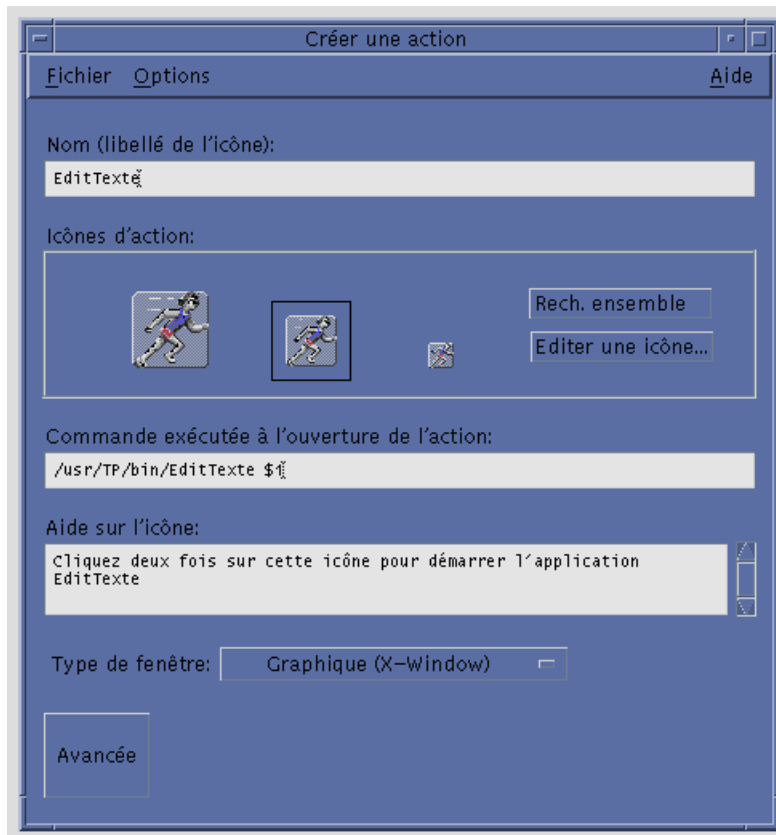 Créer une action
Fichier Options Aide
Nom (libellé de l'icône):
EditTexte
Icônes d'action:
Rech. ensemble
Editer une icône...
Commande exécutée à l'ouverture de l'action:
/usr/TP/bin/EditTexte $1
Aide sur l'icône:
Cliquez deux fois sur cette icône pour démarrer l'application
EditTexte
Type de fenêtre: Graphique (X-Window)
Avancée